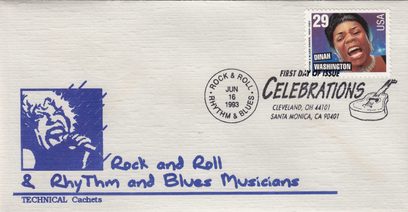 29
USA
DINAH
WASHINGTON
ROCK & ROLL
RHYTHM & BLUES
JUN
16
1993
FIRST DAY OF ISSUE
CELEBRATIONS
CLEVELAND, OH 44101
SANTA MONICA, CA 90401
Rock and Roll
& Rhythm and Blues Musicians
TECHNICAL Cachets